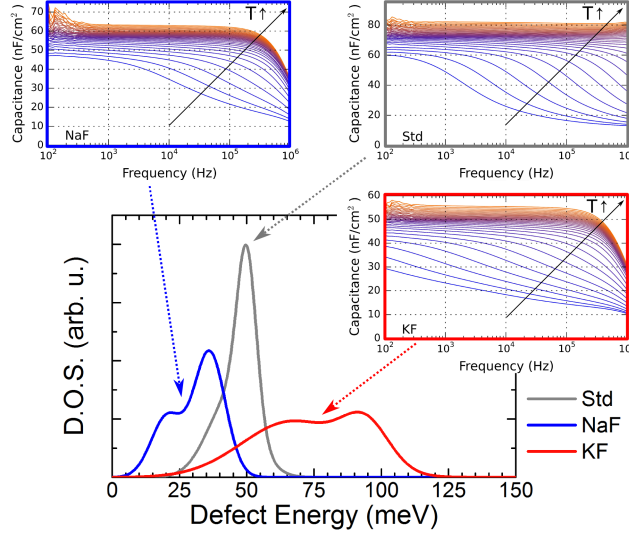 Capacitance (nF/cm²)
70
60
50
40
30
20
10
0
NaF
T↑
10² 10³ 10⁴ 10⁵ 10⁶
Frequency (Hz)
Capacitance (nF/cm²)
80
60
40
20
0
Std
T↑
10² 10³ 10⁴ 10⁵
Frequency (Hz)
Capacitance (nF/cm²)
60
50
40
30
20
10
0
KF
T↑
10² 10³ 10⁴ 10⁵
Frequency (Hz)
D.O.S. (arb. u.)
Std
NaF
KF
0 25 50 75 100 125 150
Defect Energy (meV)